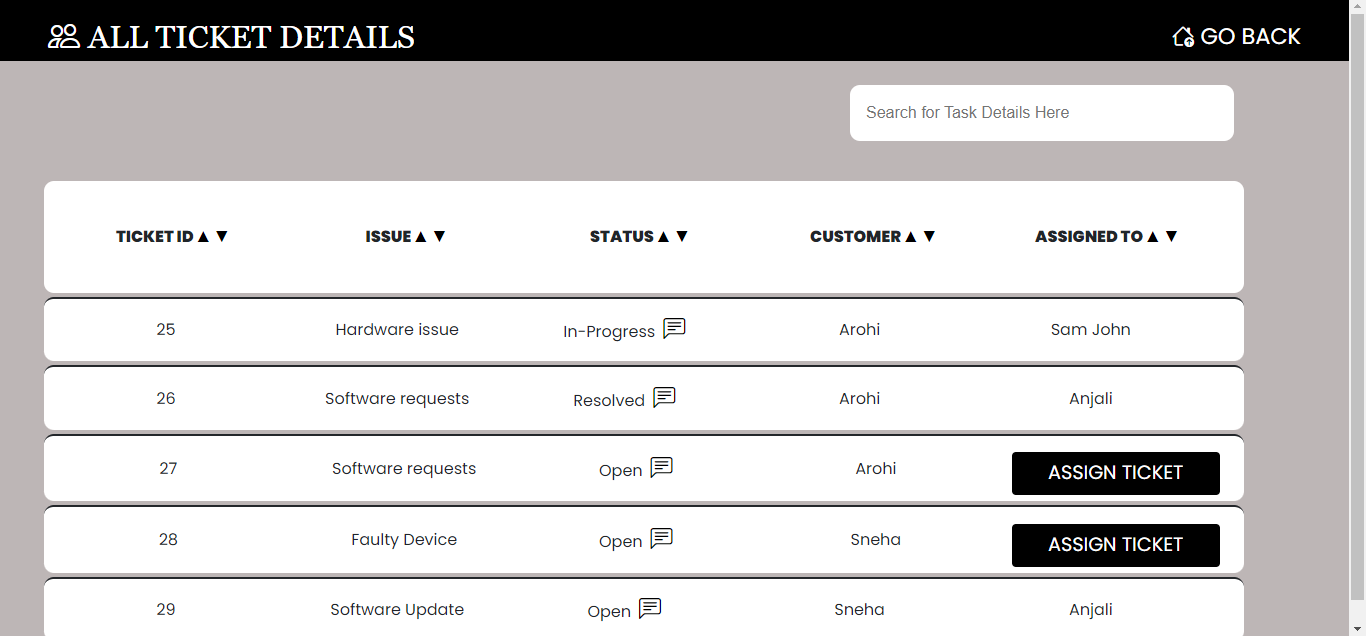 ALL TICKET DETAILS
GO BACK
Search for Task Details Here
TICKET ID ▲ ▼ ISSUE ▲ ▼ STATUS ▲ ▼ CUSTOMER ▲ ▼ ASSIGNED TO ▲ ▼
25 Hardware issue In-Progress Arohi Sam John
26 Software requests Resolved Arohi Anjali
27 Software requests Open Arohi ASSIGN TICKET
28 Faulty Device Open Sneha ASSIGN TICKET
29 Software Update Open Sneha Anjali